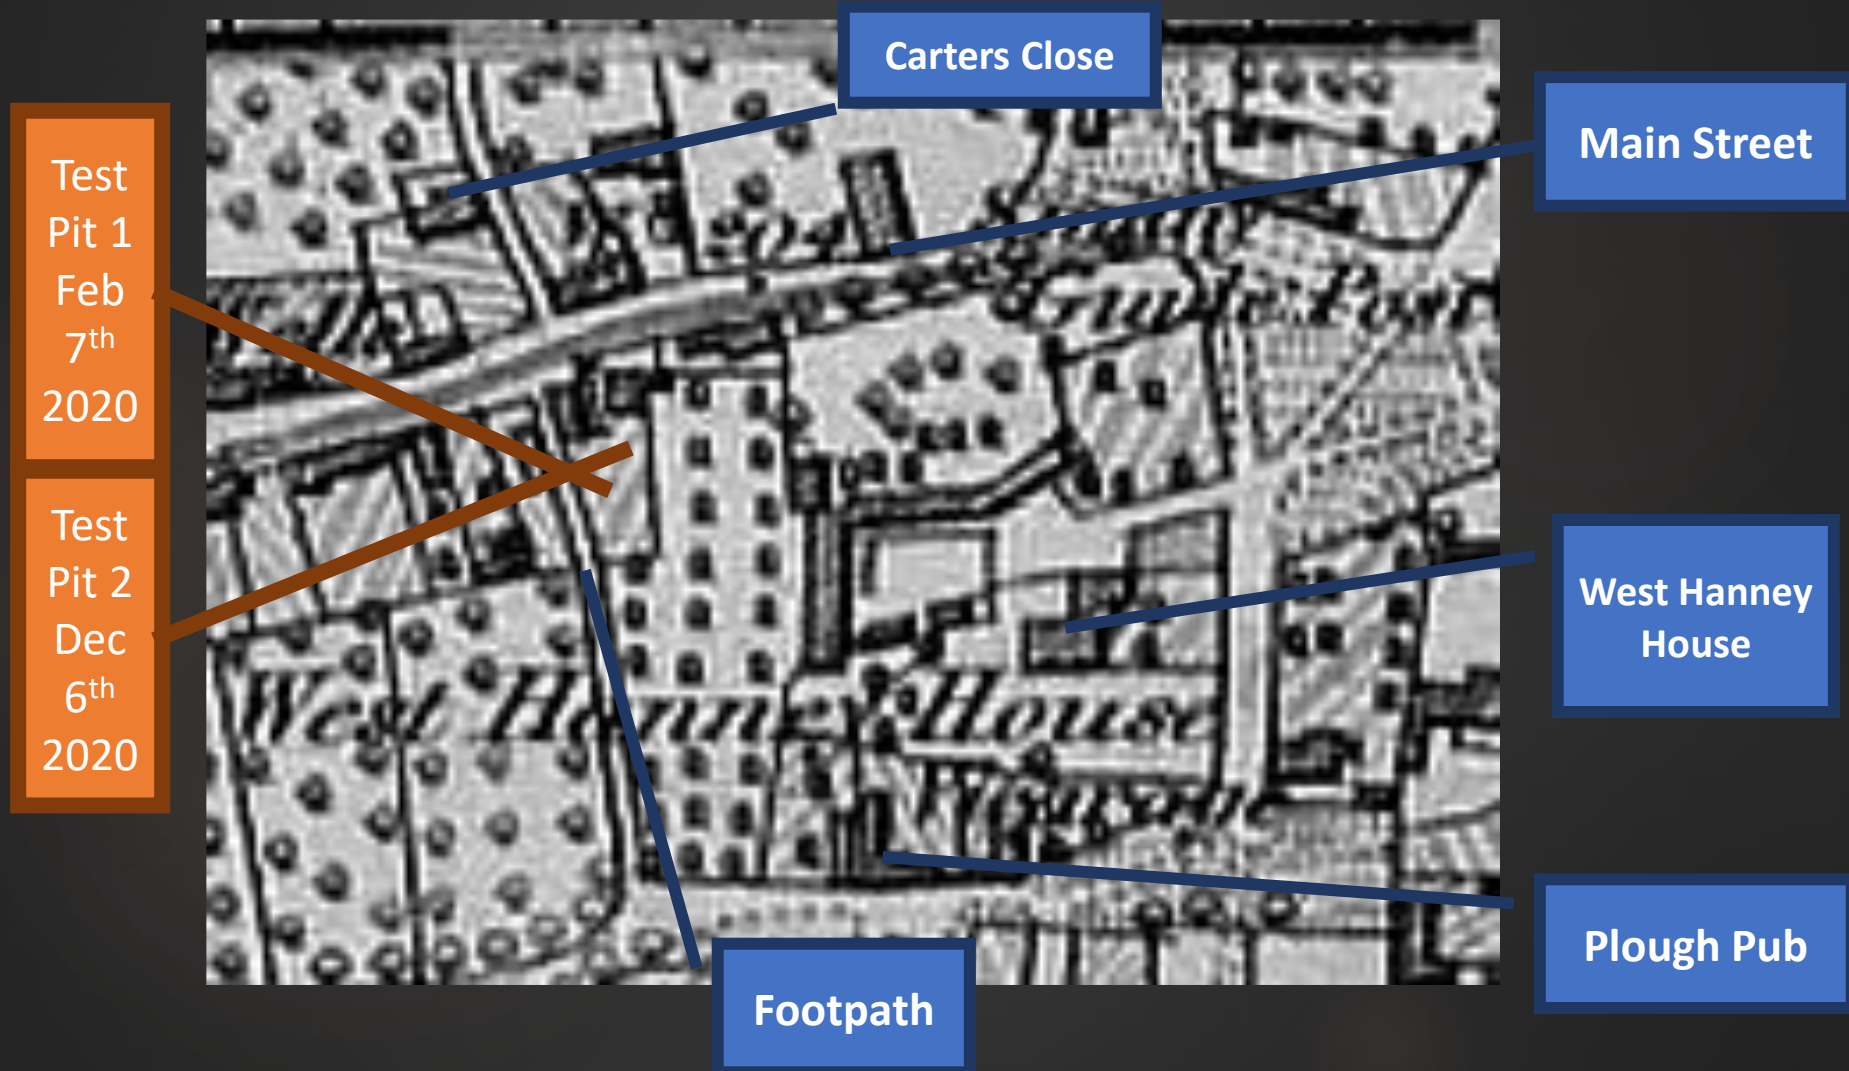 Carters Close
Main Street
Test
Pit 1
Feb
7th
2020
Test
Pit 2
Dec
6th
2020
West Hanney
House
West Hanney House
Plough Pub
Footpath